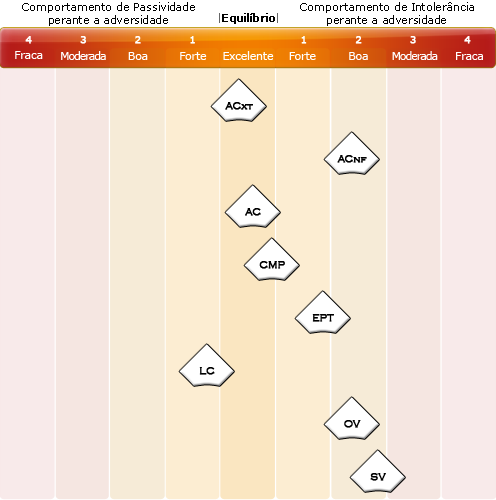 Comportamento de Passividade
perante a adversidade
|Equilíbrio|
Comportamento de Intolerância
perante a adversidade
4 3 2 1 1 2 3 4
Fraca Moderada Boa Forte Excelente Forte Boa Moderada Fraca
ACXT
ACNF
AC
CMP
EPT
LC
OV
SV